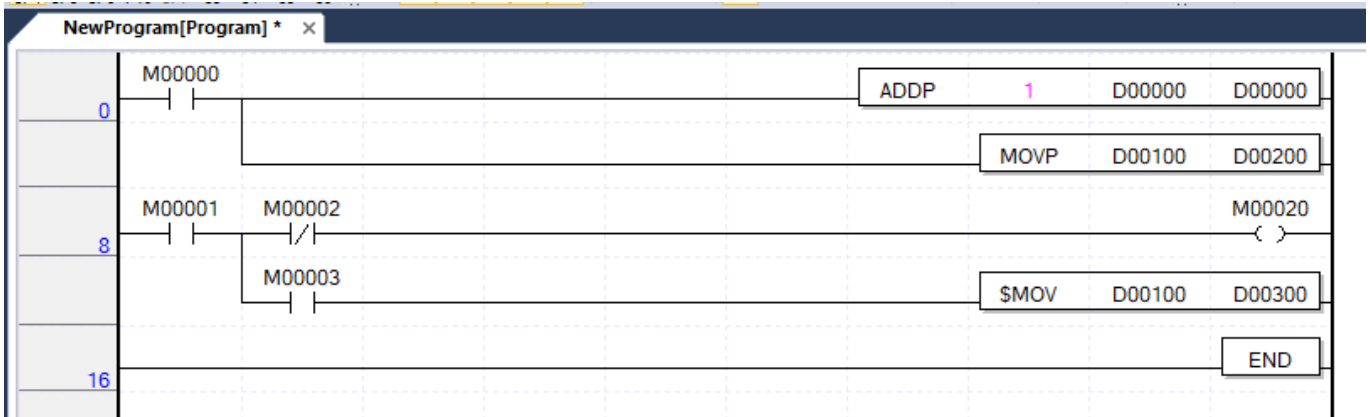 NewProgram[Program] * ×
M00000
0
ADDP 1 D00000 D00000
MOVP D00100 D00200
M00001 M00002 M00020
8
M00003
$MOV D00100 D00300
END
16